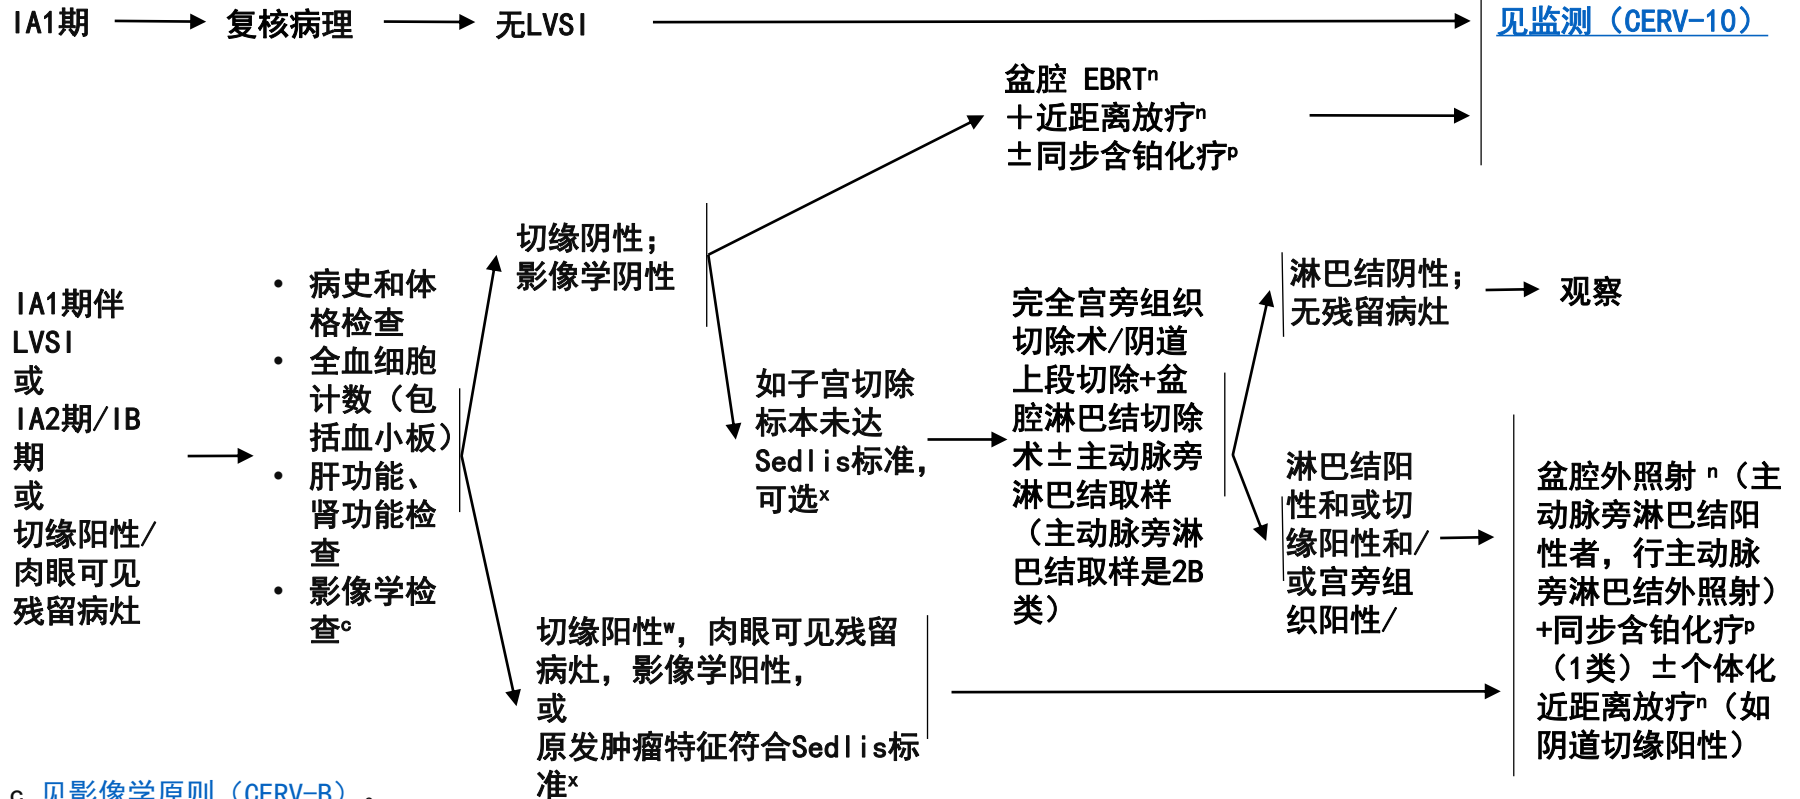 IA1期
复核病理
无LVSI
见监测（CERV-10）
盆腔 EBRTⁿ
＋近距离放疗ⁿ
±同步含铂化疗ᵖ
IA1期伴
LVSI
或
IA2期/IB
期
或
切缘阳性/
肉眼可见
残留病灶
• 病史和体
格检查
• 全血细胞
计数（包
括血小板）
• 肝功能、
肾功能检
查
• 影像学检
查ᶜ
切缘阴性；
影像学阴性
如子宫切除
标本未达
Sedlis标准，
可选ˣ
完全宫旁组织
切除术/阴道
上段切除+盆
腔淋巴结切除
术±主动脉旁
淋巴结取样
（主动脉旁淋
巴结取样是2B
类）
淋巴结阴性；
无残留病灶
观察
淋巴结阳
性和或切
缘阳性和/
或宫旁组
织阳性/
盆腔外照射 ⁿ（主
动脉旁淋巴结阳
性者，行主动脉
旁淋巴结外照射）
+同步含铂化疗ᵖ
（1类）±个体化
近距离放疗ⁿ（如
阴道切缘阳性）
切缘阳性ʷ，肉眼可见残留
病灶，影像学阳性，
或
原发肿瘤特征符合Sedlis标
准ˣ
c 见影像学原则（CERV-B）.